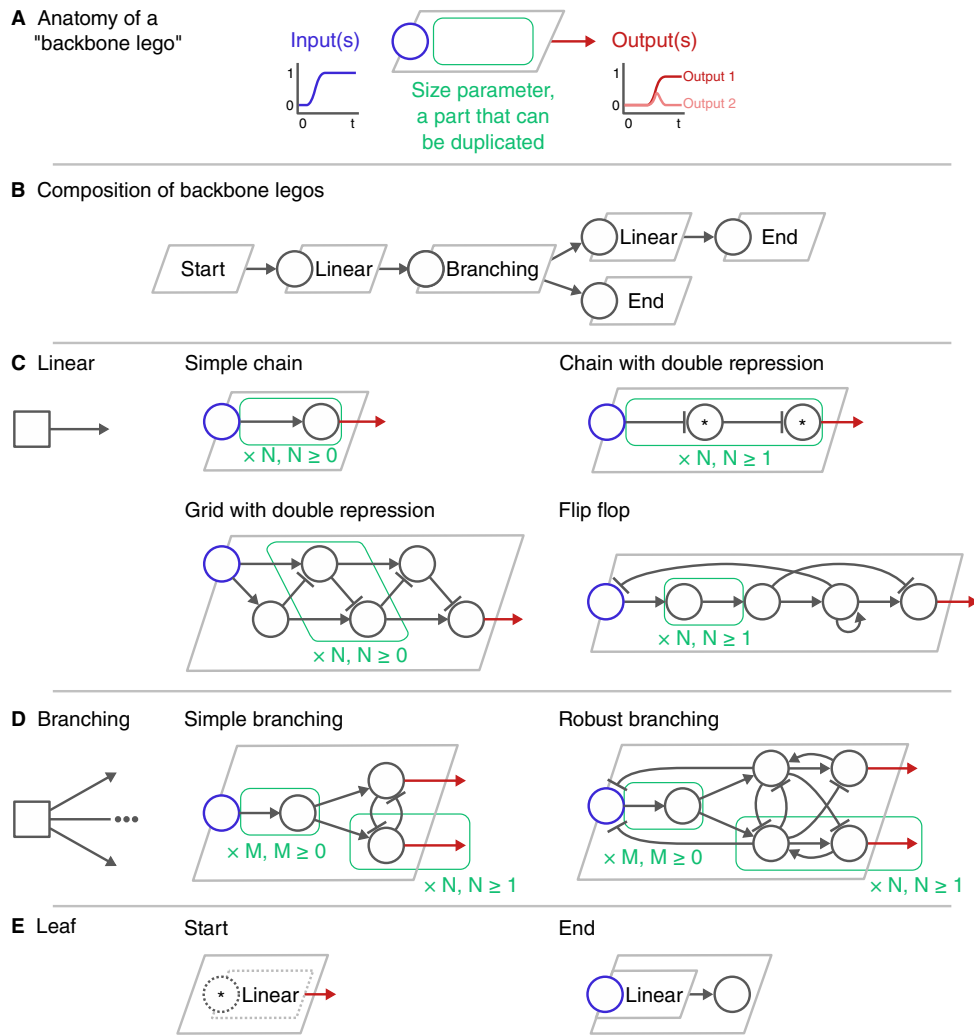 A Anatomy of a
"backbone lego"
Input(s)
Output(s)
1
0
0
t
Size parameter,
a part that can
be duplicated
1
0
0
t
Output 1
Output 2
B Composition of backbone legos
Start
Linear
Branching
Linear
End
End
C Linear
Simple chain
Chain with double repression
× N, N ≥ 0
* *
× N, N ≥ 1
Grid with double repression
Flip flop
× N, N ≥ 0
× N, N ≥ 1
D Branching
Simple branching
Robust branching
× M, M ≥ 0
× N, N ≥ 1
× M, M ≥ 0
× N, N ≥ 1
E Leaf
Start
End
* Linear
Linear